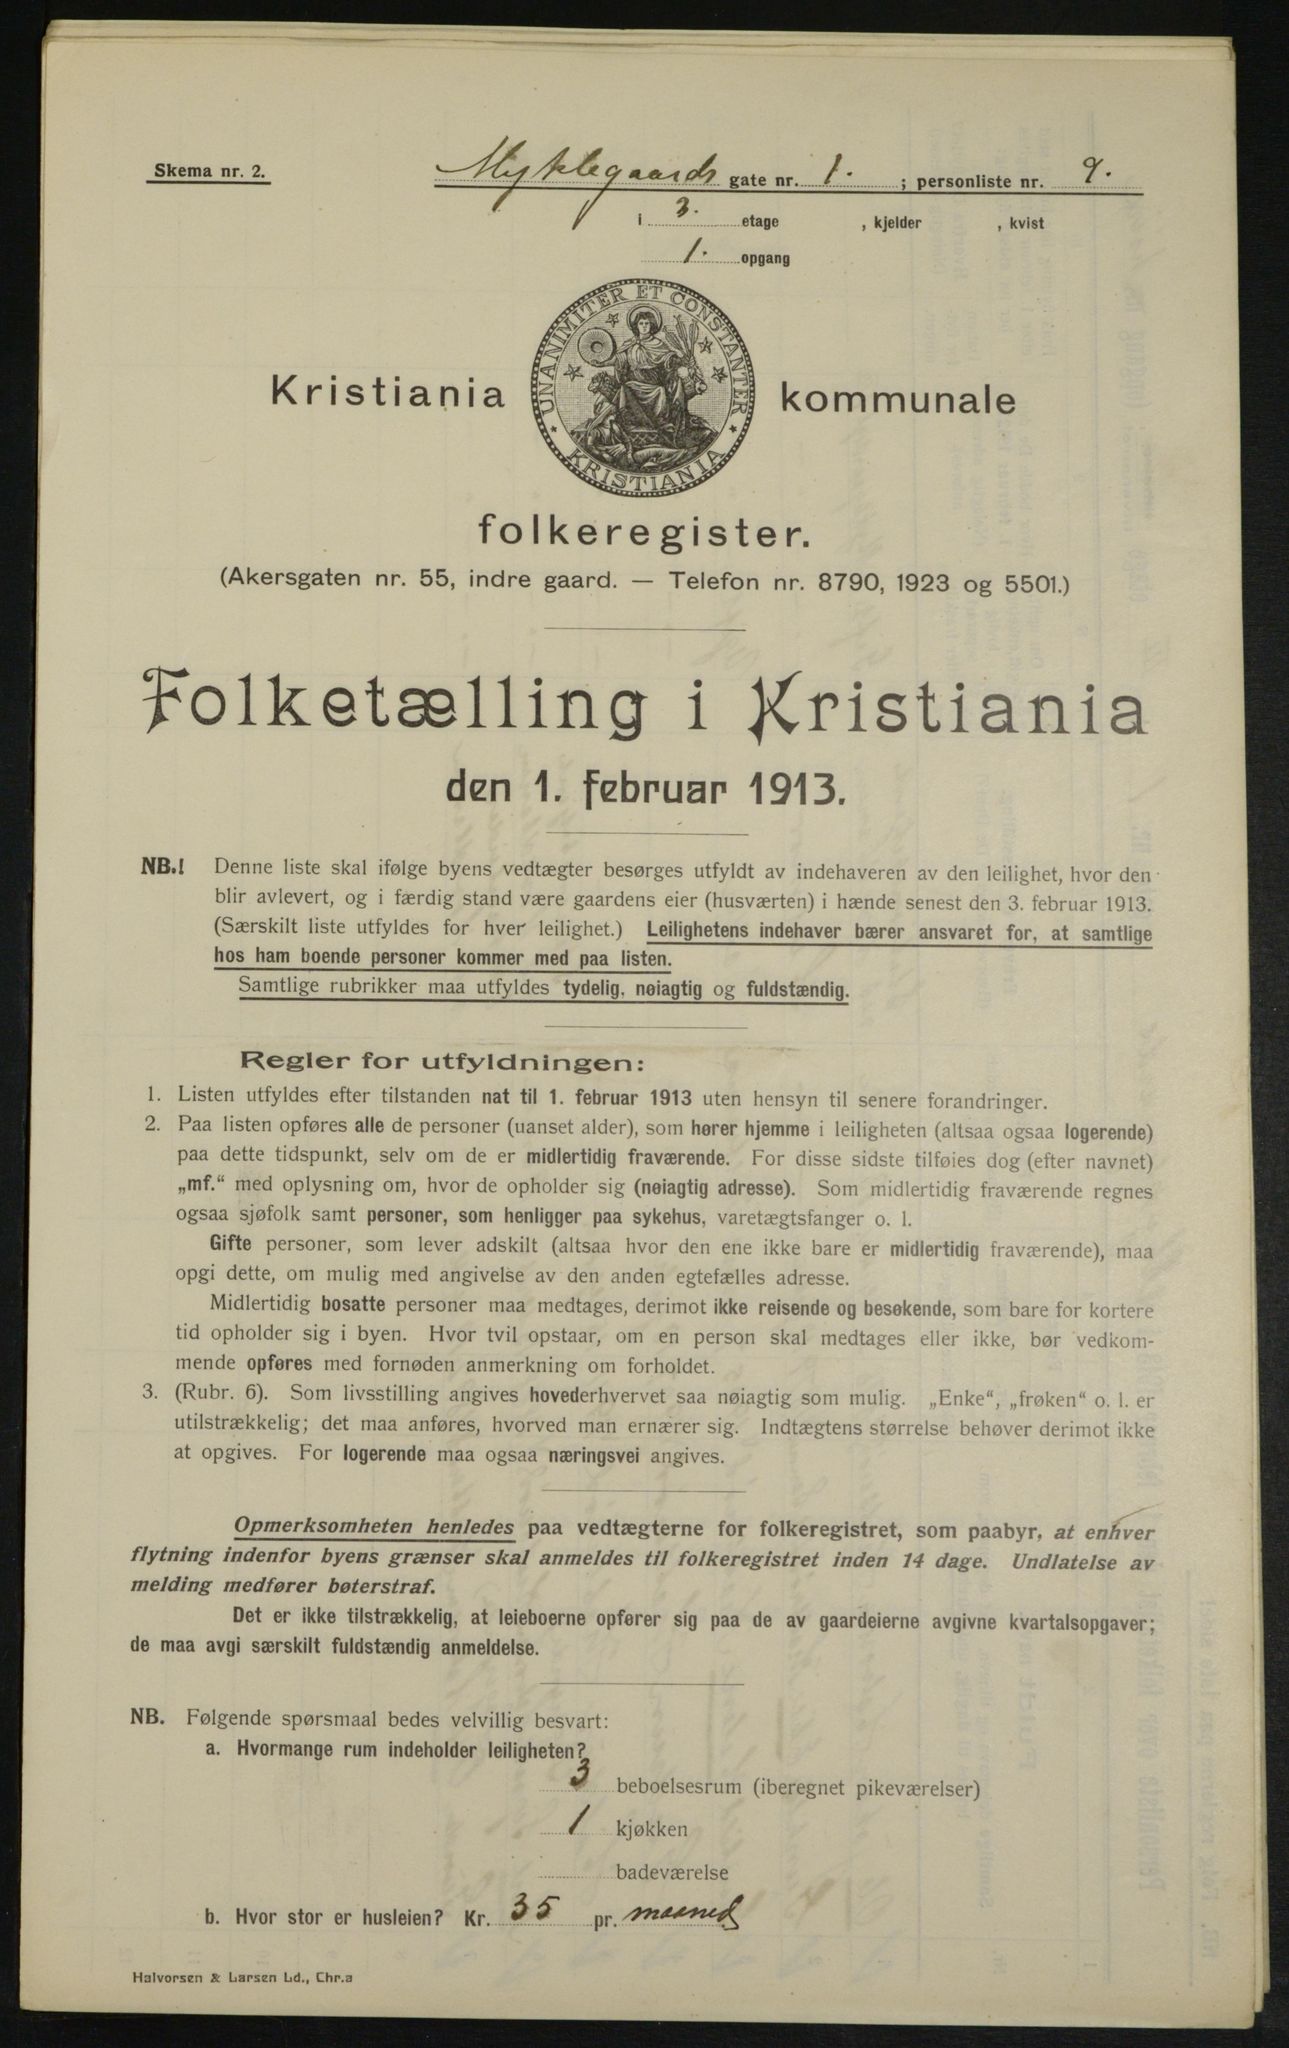 Skema nr. 2.
Myklegaards gate nr. 1. ; personliste nr. 9.
i 3. etage , kjelder , kvist
1. opgang
UNANIMITER ET CONSTANTER
* KRISTIANIA *
Kristiania kommunale
folkeregister.
(Akersgaten nr. 55, indre gaard. — Telefon nr. 8790, 1923 og 5501.)
Folketælling i Kristiania
den 1. februar 1913.
NB.! Denne liste skal ifølge byens vedtægter besørges utfyldt av indehaveren av den leilighet, hvor den
blir avlevert, og i færdig stand være gaardens eier (husværten) i hænde senest den 3. februar 1913.
(Særskilt liste utfyldes for hver leilighet.) Leilighetens indehaver bærer ansvaret for, at samtlige
hos ham boende personer kommer med paa listen.
Samtlige rubrikker maa utfyldes tydelig, nøiagtig og fuldstændig.
Regler for utfyldningen:
1. Listen utfyldes efter tilstanden nat til 1. februar 1913 uten hensyn til senere forandringer.
2. Paa listen opføres alle de personer (uanset alder), som hører hjemme i leiligheten (altsaa ogsaa logerende)
paa dette tidspunkt, selv om de er midlertidig fraværende. For disse sidste tilføies dog (efter navnet)
„mf.“ med oplysning om, hvor de opholder sig (nøiagtig adresse). Som midlertidig fraværende regnes
ogsaa sjøfolk samt personer, som henligger paa sykehus, varetægtsfanger o. l.
Gifte personer, som lever adskilt (altsaa hvor den ene ikke bare er midlertidig fraværende), maa
opgi dette, om mulig med angivelse av den anden egtefælles adresse.
Midlertidig bosatte personer maa medtages, derimot ikke reisende og besøkende, som bare for kortere
tid opholder sig i byen. Hvor tvil opstaar, om en person skal medtages eller ikke, bør vedkom-
mende opføres med fornøden anmerkning om forholdet.
3. (Rubr. 6). Som livsstilling angives hovederhvervet saa nøiagtig som mulig. „Enke“, „frøken“ o. l. er
utilstrækkelig; det maa anføres, hvorved man ernærer sig. Indtægtens størrelse behøver derimot ikke
at opgives. For logerende maa ogsaa næringsvei angives.
Opmerksomheten henledes paa vedtægterne for folkeregistret, som paabyr, at enhver
flytning indenfor byens grænser skal anmeldes til folkeregistret inden 14 dage. Undlatelse av
melding medfører bøterstraf.
Det er ikke tilstrækkelig, at leieboerne opfører sig paa de av gaardeierne avgivne kvartalsopgaver;
de maa avgi særskilt fuldstændig anmeldelse.
NB. Følgende spørsmaal bedes velvillig besvart:
a. Hvormange rum indeholder leiligheten?
3 beboelsesrum (iberegnet pikeværelser)
1 kjøkken
badeværelse
b. Hvor stor er husleien? Kr. 35 pr. maaned
Halvorsen & Larsen Ld., Chr.a